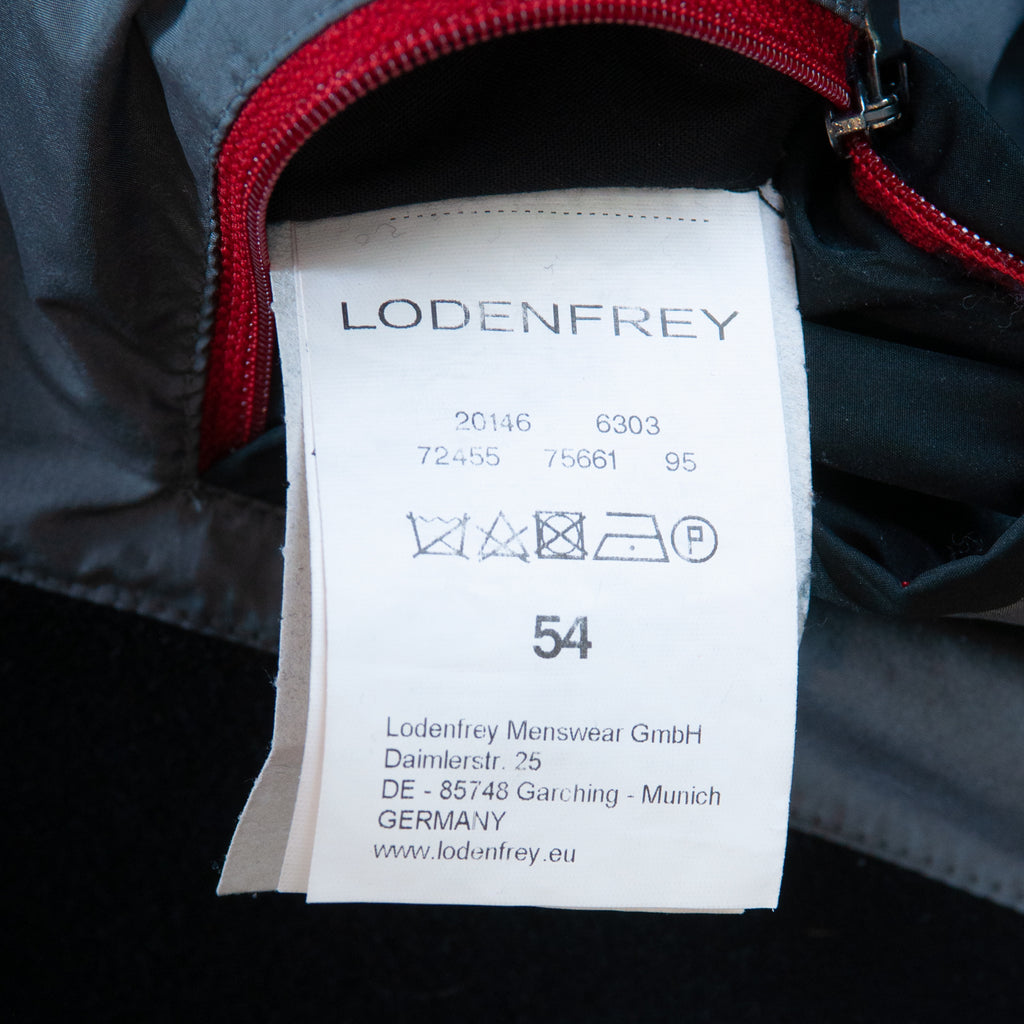 LODENFREY
20146 6303
72455 75661 95
P
54
Lodenfrey Menswear GmbH
Daimlerstr. 25
DE - 85748 Garching - Munich
GERMANY
www.lodenfrey.eu